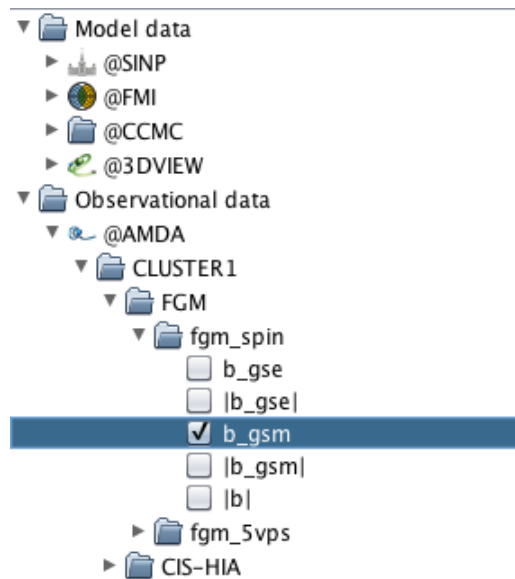 Model data
@SINP
@FMI
@CCMC
@3DVIEW
Observational data
@AMDA
CLUSTER1
FGM
fgm_spin
b_gse
|b_gse|
b_gsm
|b_gsm|
|b|
fgm_5vps
CIS-HIA